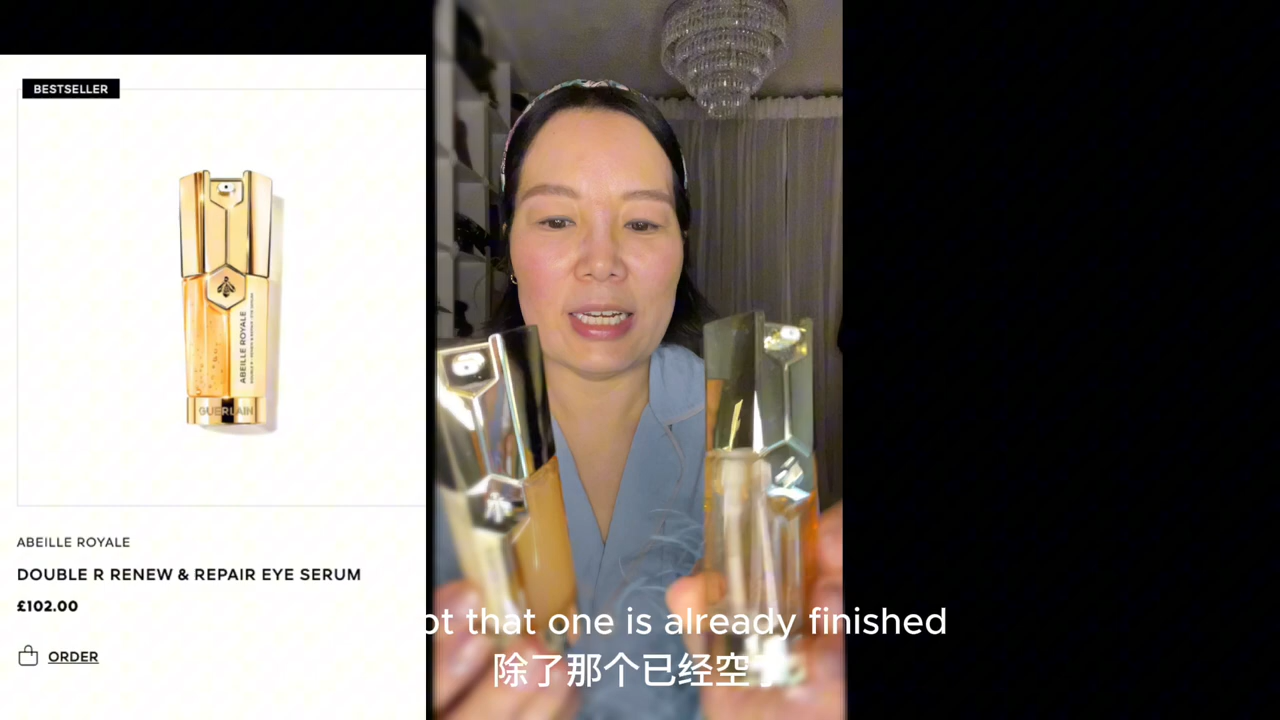 BESTSELLER
ABEILLE ROYALE
GUERLAIN
ABEILLE ROYALE
DOUBLE R RENEW & REPAIR EYE SERUM
£102.00
ORDER
that one is already finished
除了那个已经空了